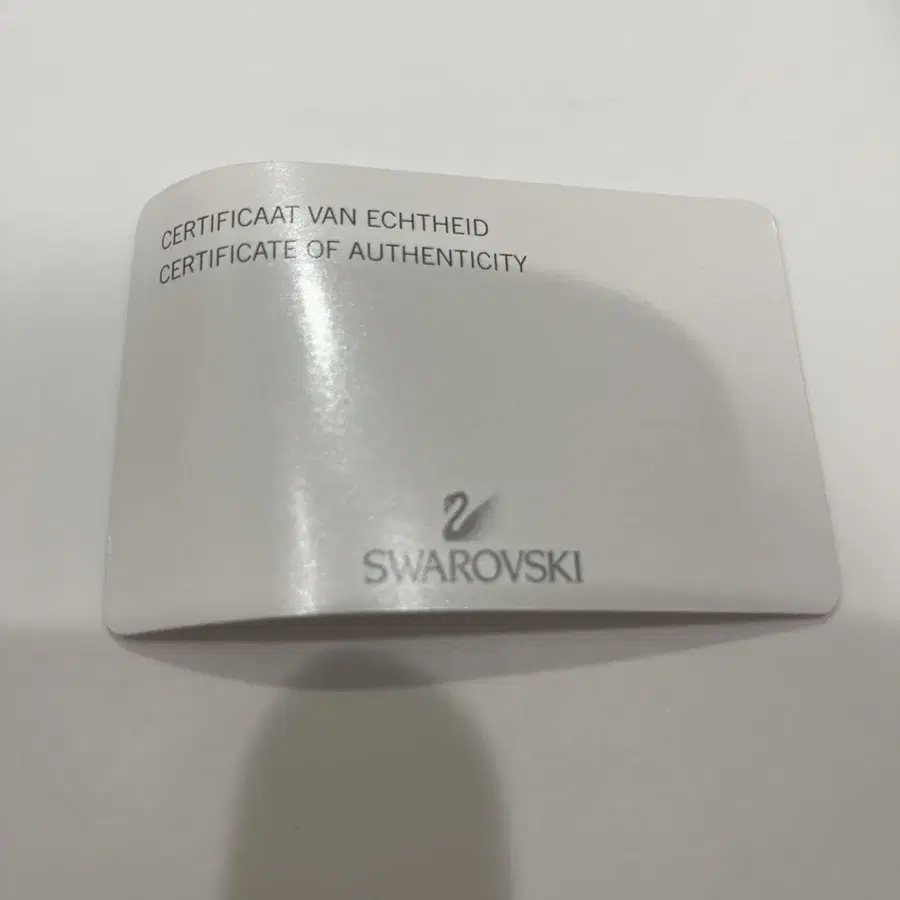 CERTIFICAAT VAN ECHTHEID
CERTIFICATE OF AUTHENTICITY
SWAROVSKI